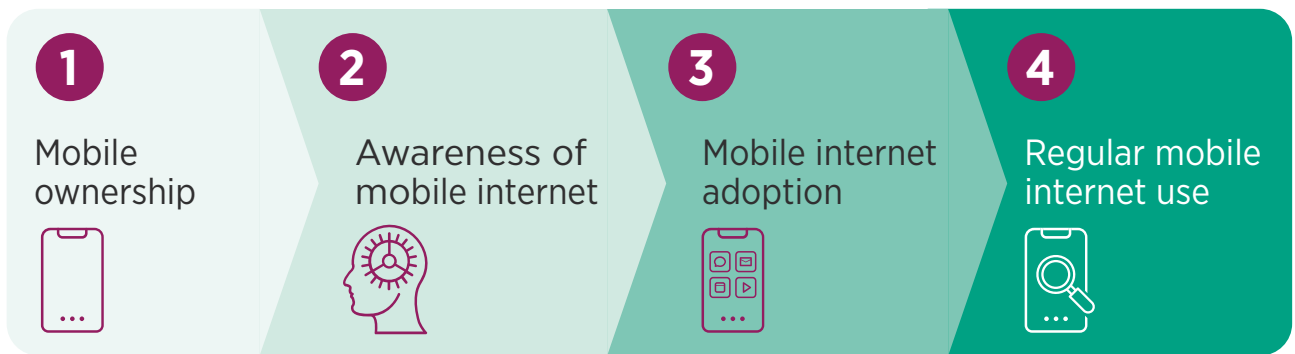 1
Mobile
ownership
2
Awareness of
mobile internet
3
Mobile internet
adoption
4
Regular mobile
internet use